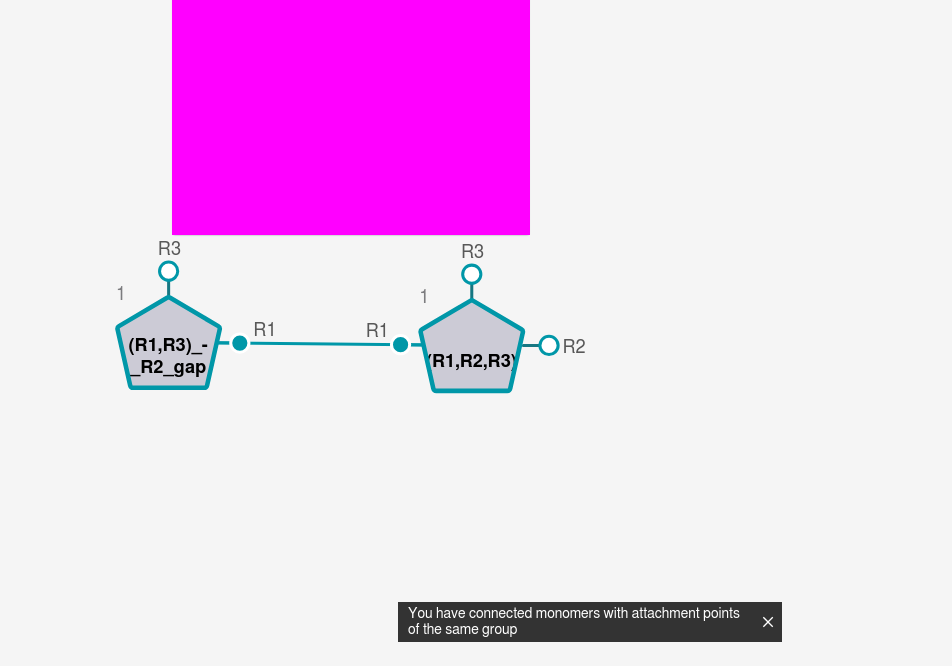 R3
R3
1
1
R1
R1
(R1,R3)_-
_R2_gap
(R1,R2,R3)
R2
You have connected monomers with attachment points
of the same group